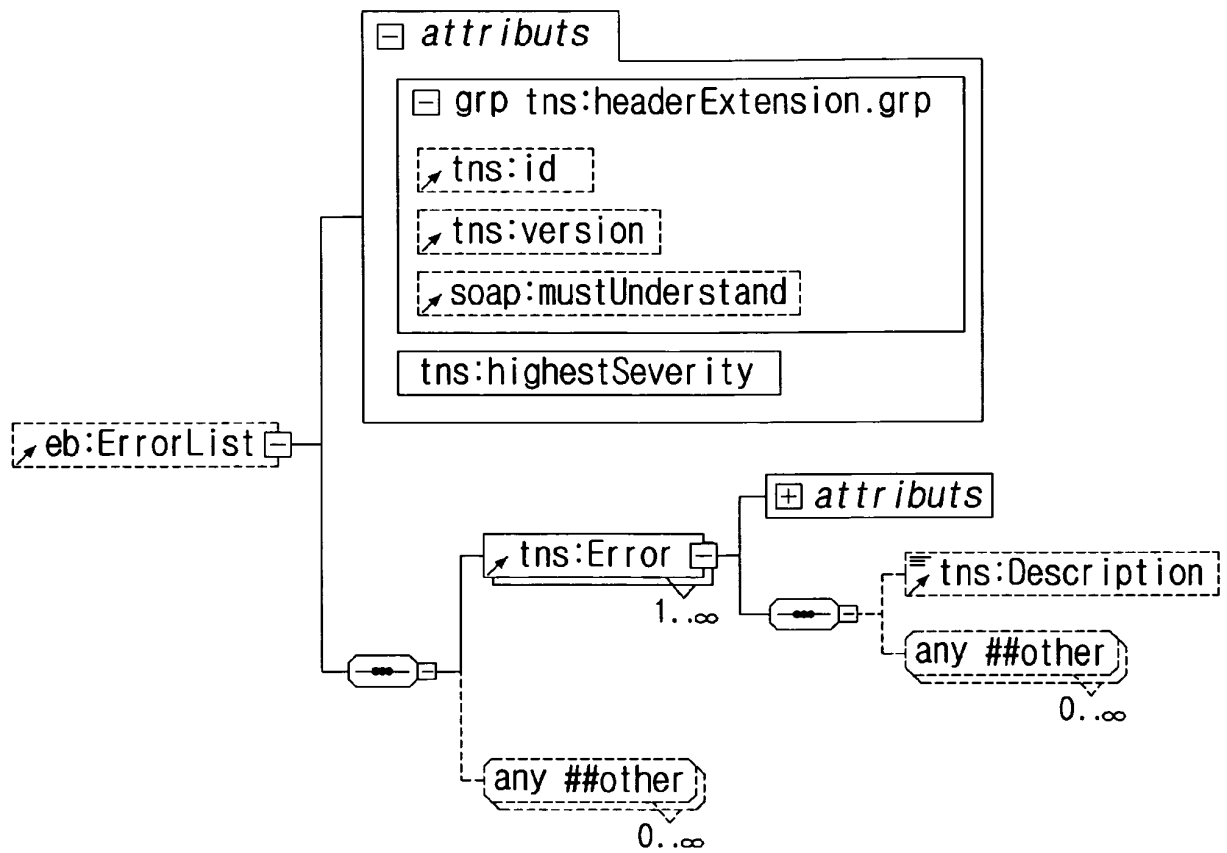 attributs
grp tns:headerExtension.grp
tns:id
tns:version
soap:mustUnderstand
tns:highestSeverity
eb:ErrorList
attributs
tns:Error
1..∞
tns:Description
any ##other
0..∞
any ##other
0..∞